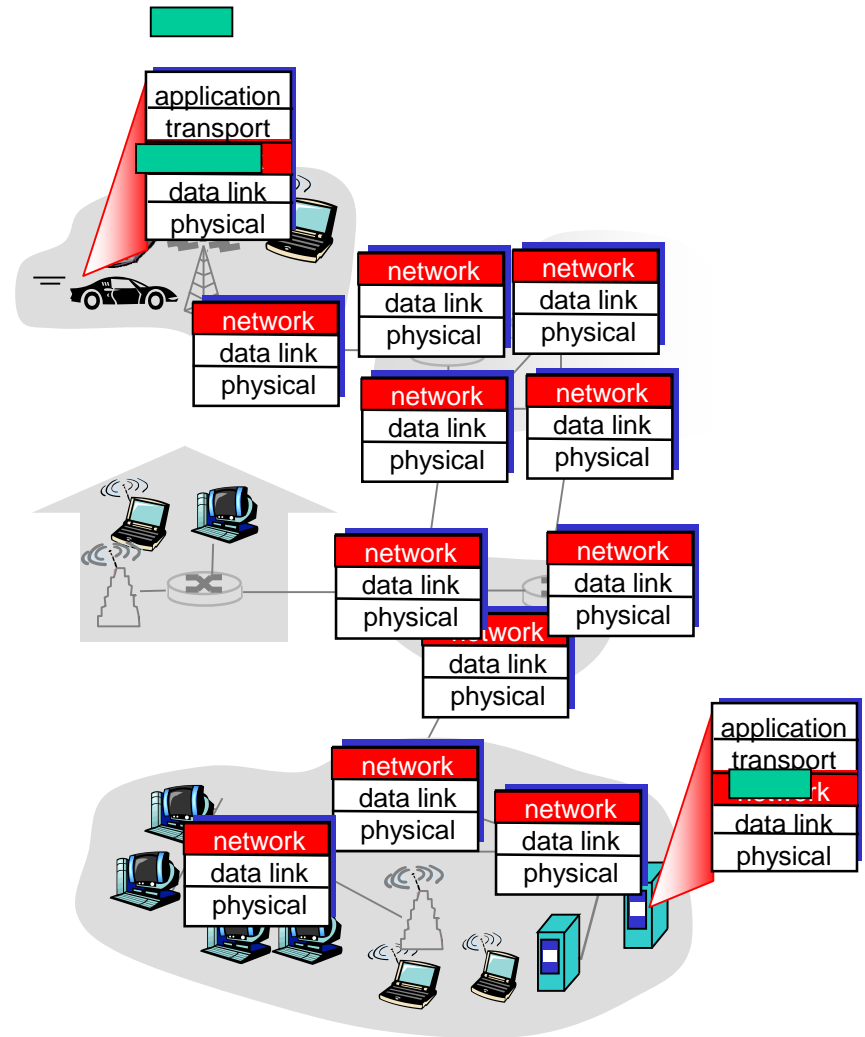 application
transport
data link
physical
network
data link
physical
network
data link
physical
network
data link
physical
network
data link
physical
network
data link
physical
network
data link
physical
network
data link
physical
network
data link
physical
application
transport
network
data link
physical
network
data link
physical
network
data link
physical
network
data link
physical